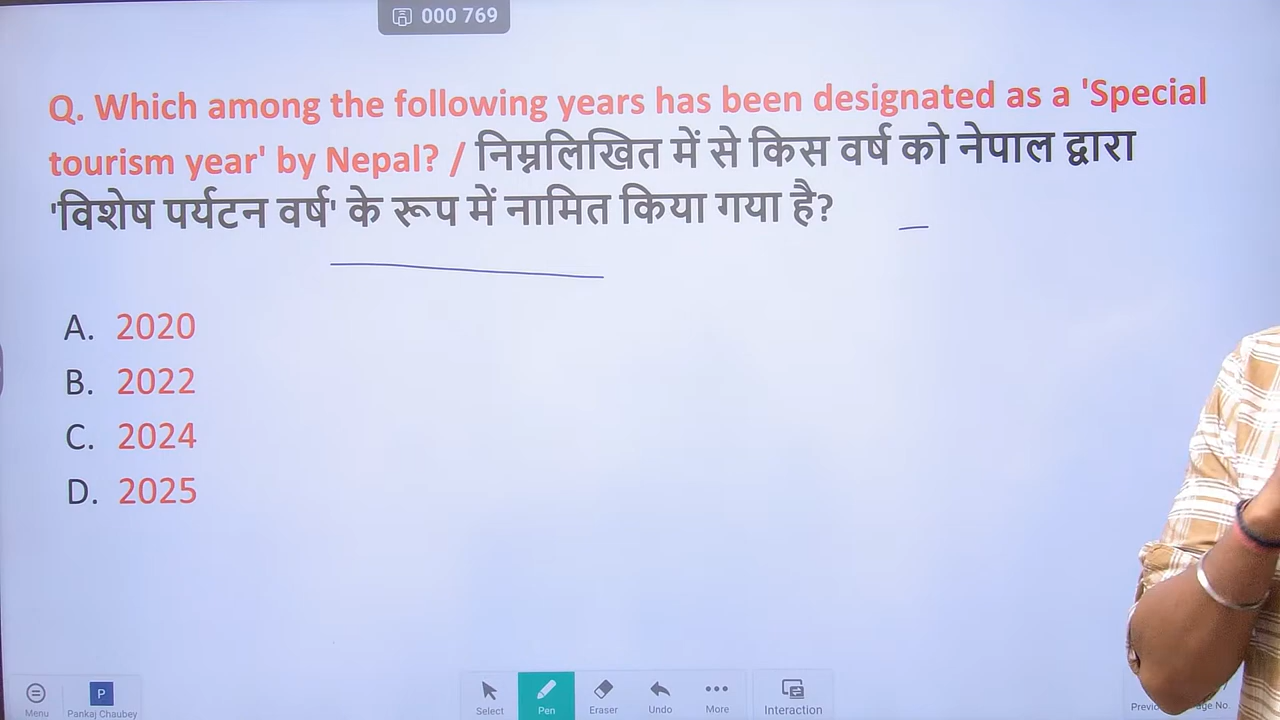 000 769
Q. Which among the following years has been designated as a 'Special
tourism year' by Nepal? / निम्नलिखित में से किस वर्ष को नेपाल द्वारा
'विशेष पर्यटन वर्ष' के रूप में नामित किया गया है?
A. 2020
B. 2022
C. 2024
D. 2025
P
Menu
Pankaj Chaubey
Select
Pen
Eraser
Undo
More
Interaction
No.